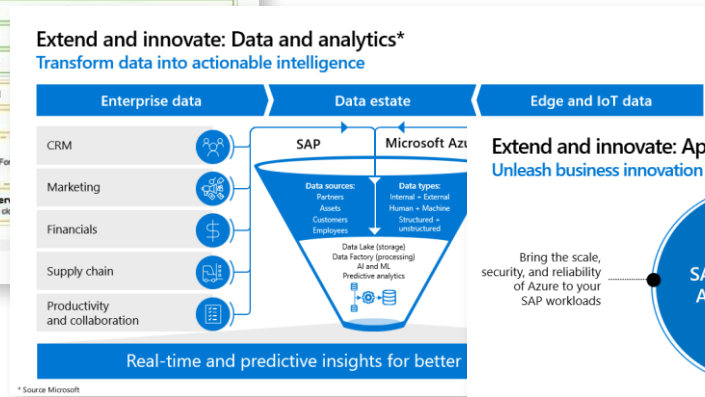 Extend and innovate: Data and analytics*
Transform data into actionable intelligence
Enterprise data
Data estate
Edge and IoT data
CRM
Marketing
Financials
Supply chain
Productivity
and collaboration
SAP
Microsoft Azu
Data sources:
Partners
Assets
Customers
Employees
Data types:
Internal + External
Human + Machine
Structured +
unstructured
Data Lake (storage)
Data Factory (processing)
AI and ML
Predictive analytics
Real-time and predictive insights for better
* Source Microsoft
Extend and innovate: Ap
Unleash business innovation
Bring the scale,
security, and reliability
of Azure to your
SAP workloads